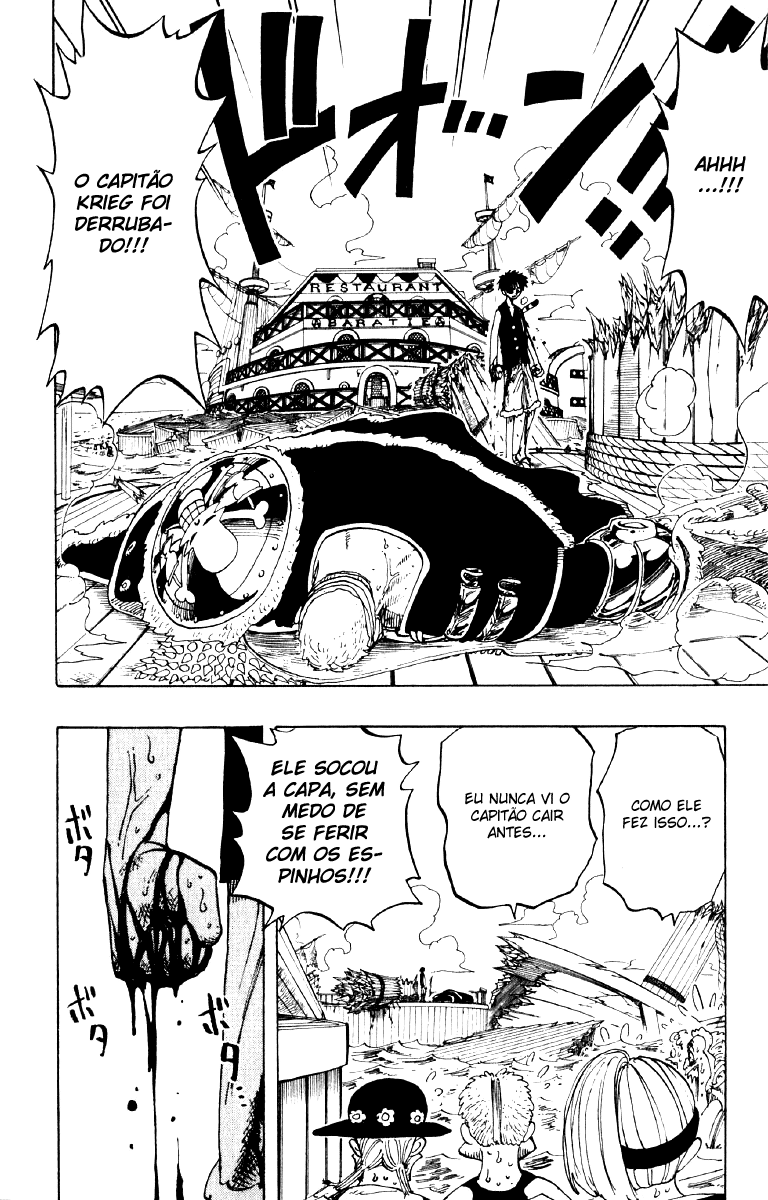 AHHH
...!!!
O CAPITÃO
KRIEG FOI
DERRUBA-
DO!!!
ドォン...!!
RESTAURANT
BARATIE
COMO ELE
FEZ ISSO...?
EU NUNCA VI O
CAPITÃO CAIR
ANTES...
ELE SOCOU
A CAPA, SEM
MEDO DE
SE FERIR
COM OS ES-
PINHOS!!!
ボタ
ボタ
ボタ